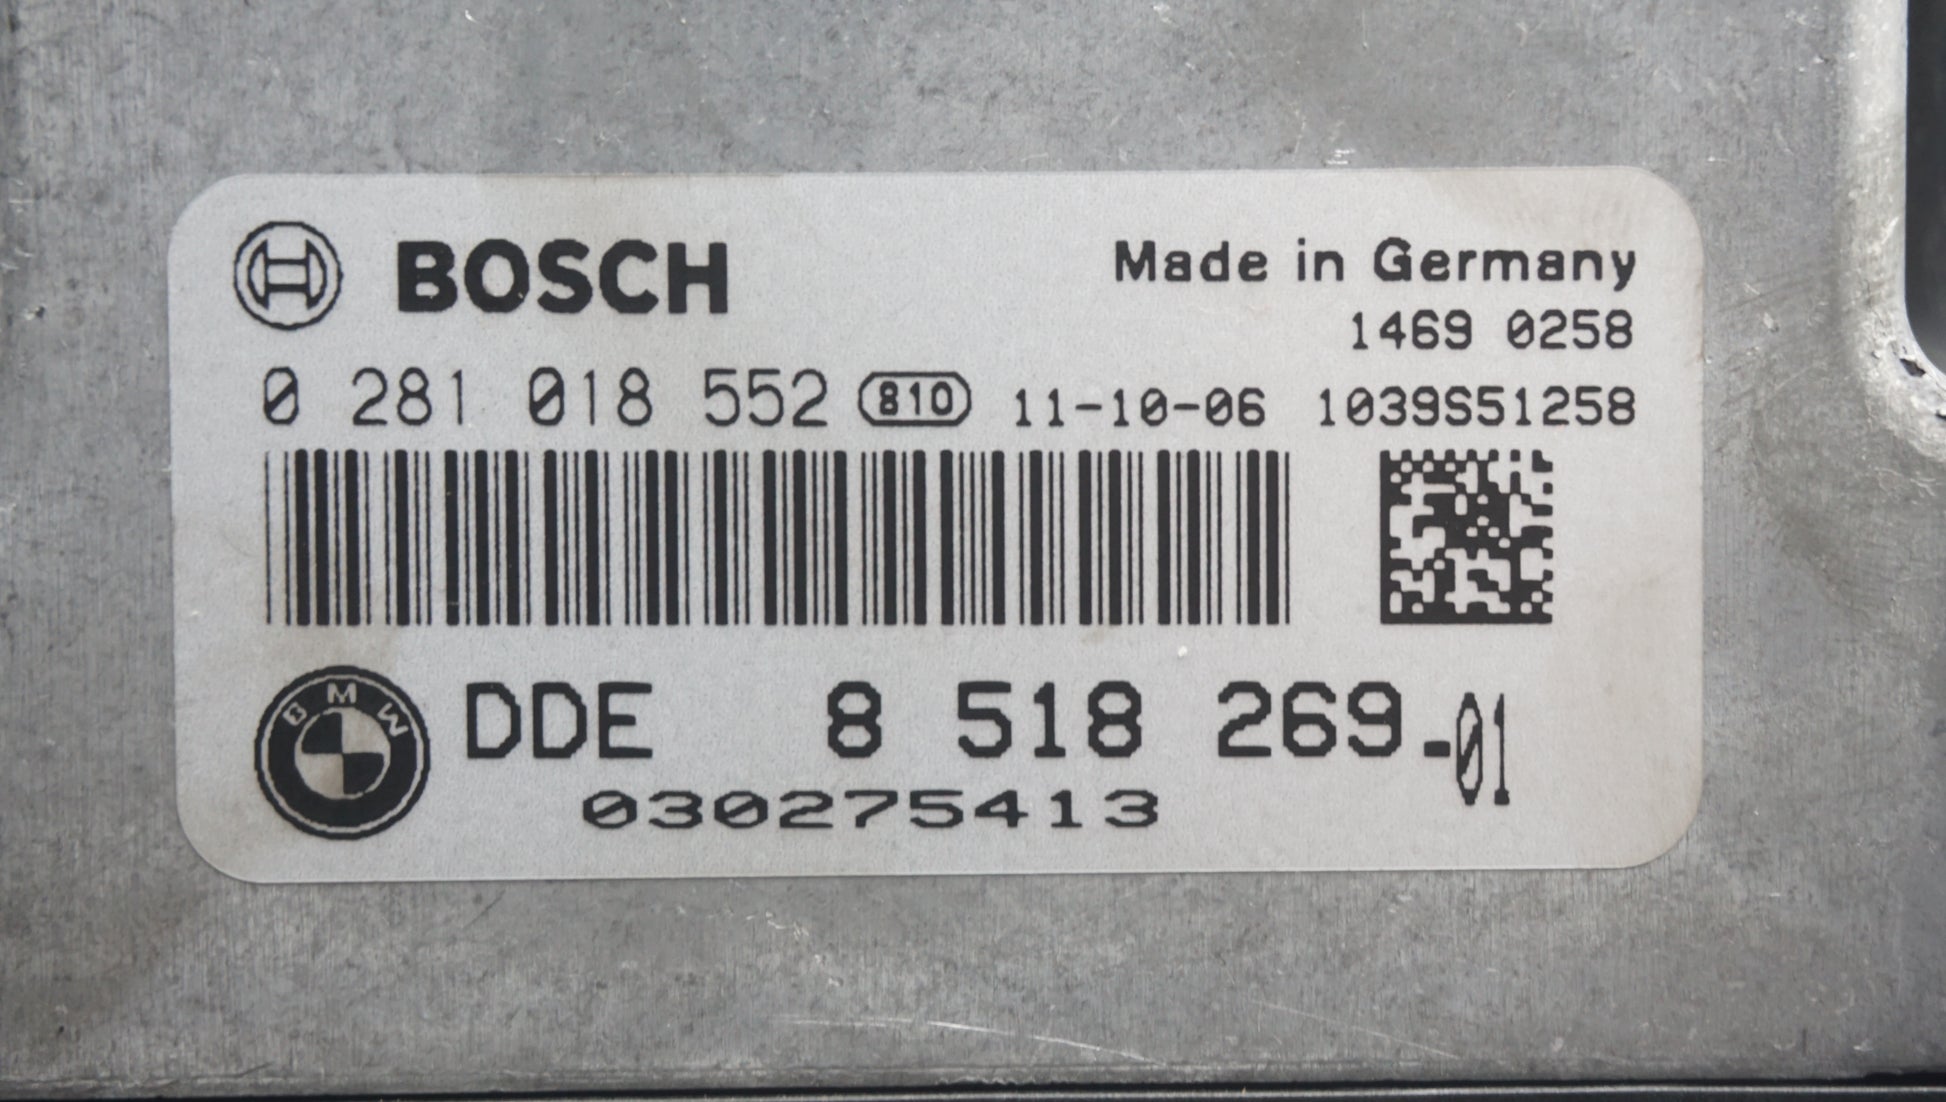 BOSCH Made in Germany
1469 0258
0 281 018 552 810 11-10-06 1039S51258
BMW DDE 8 518 269-01
030275413